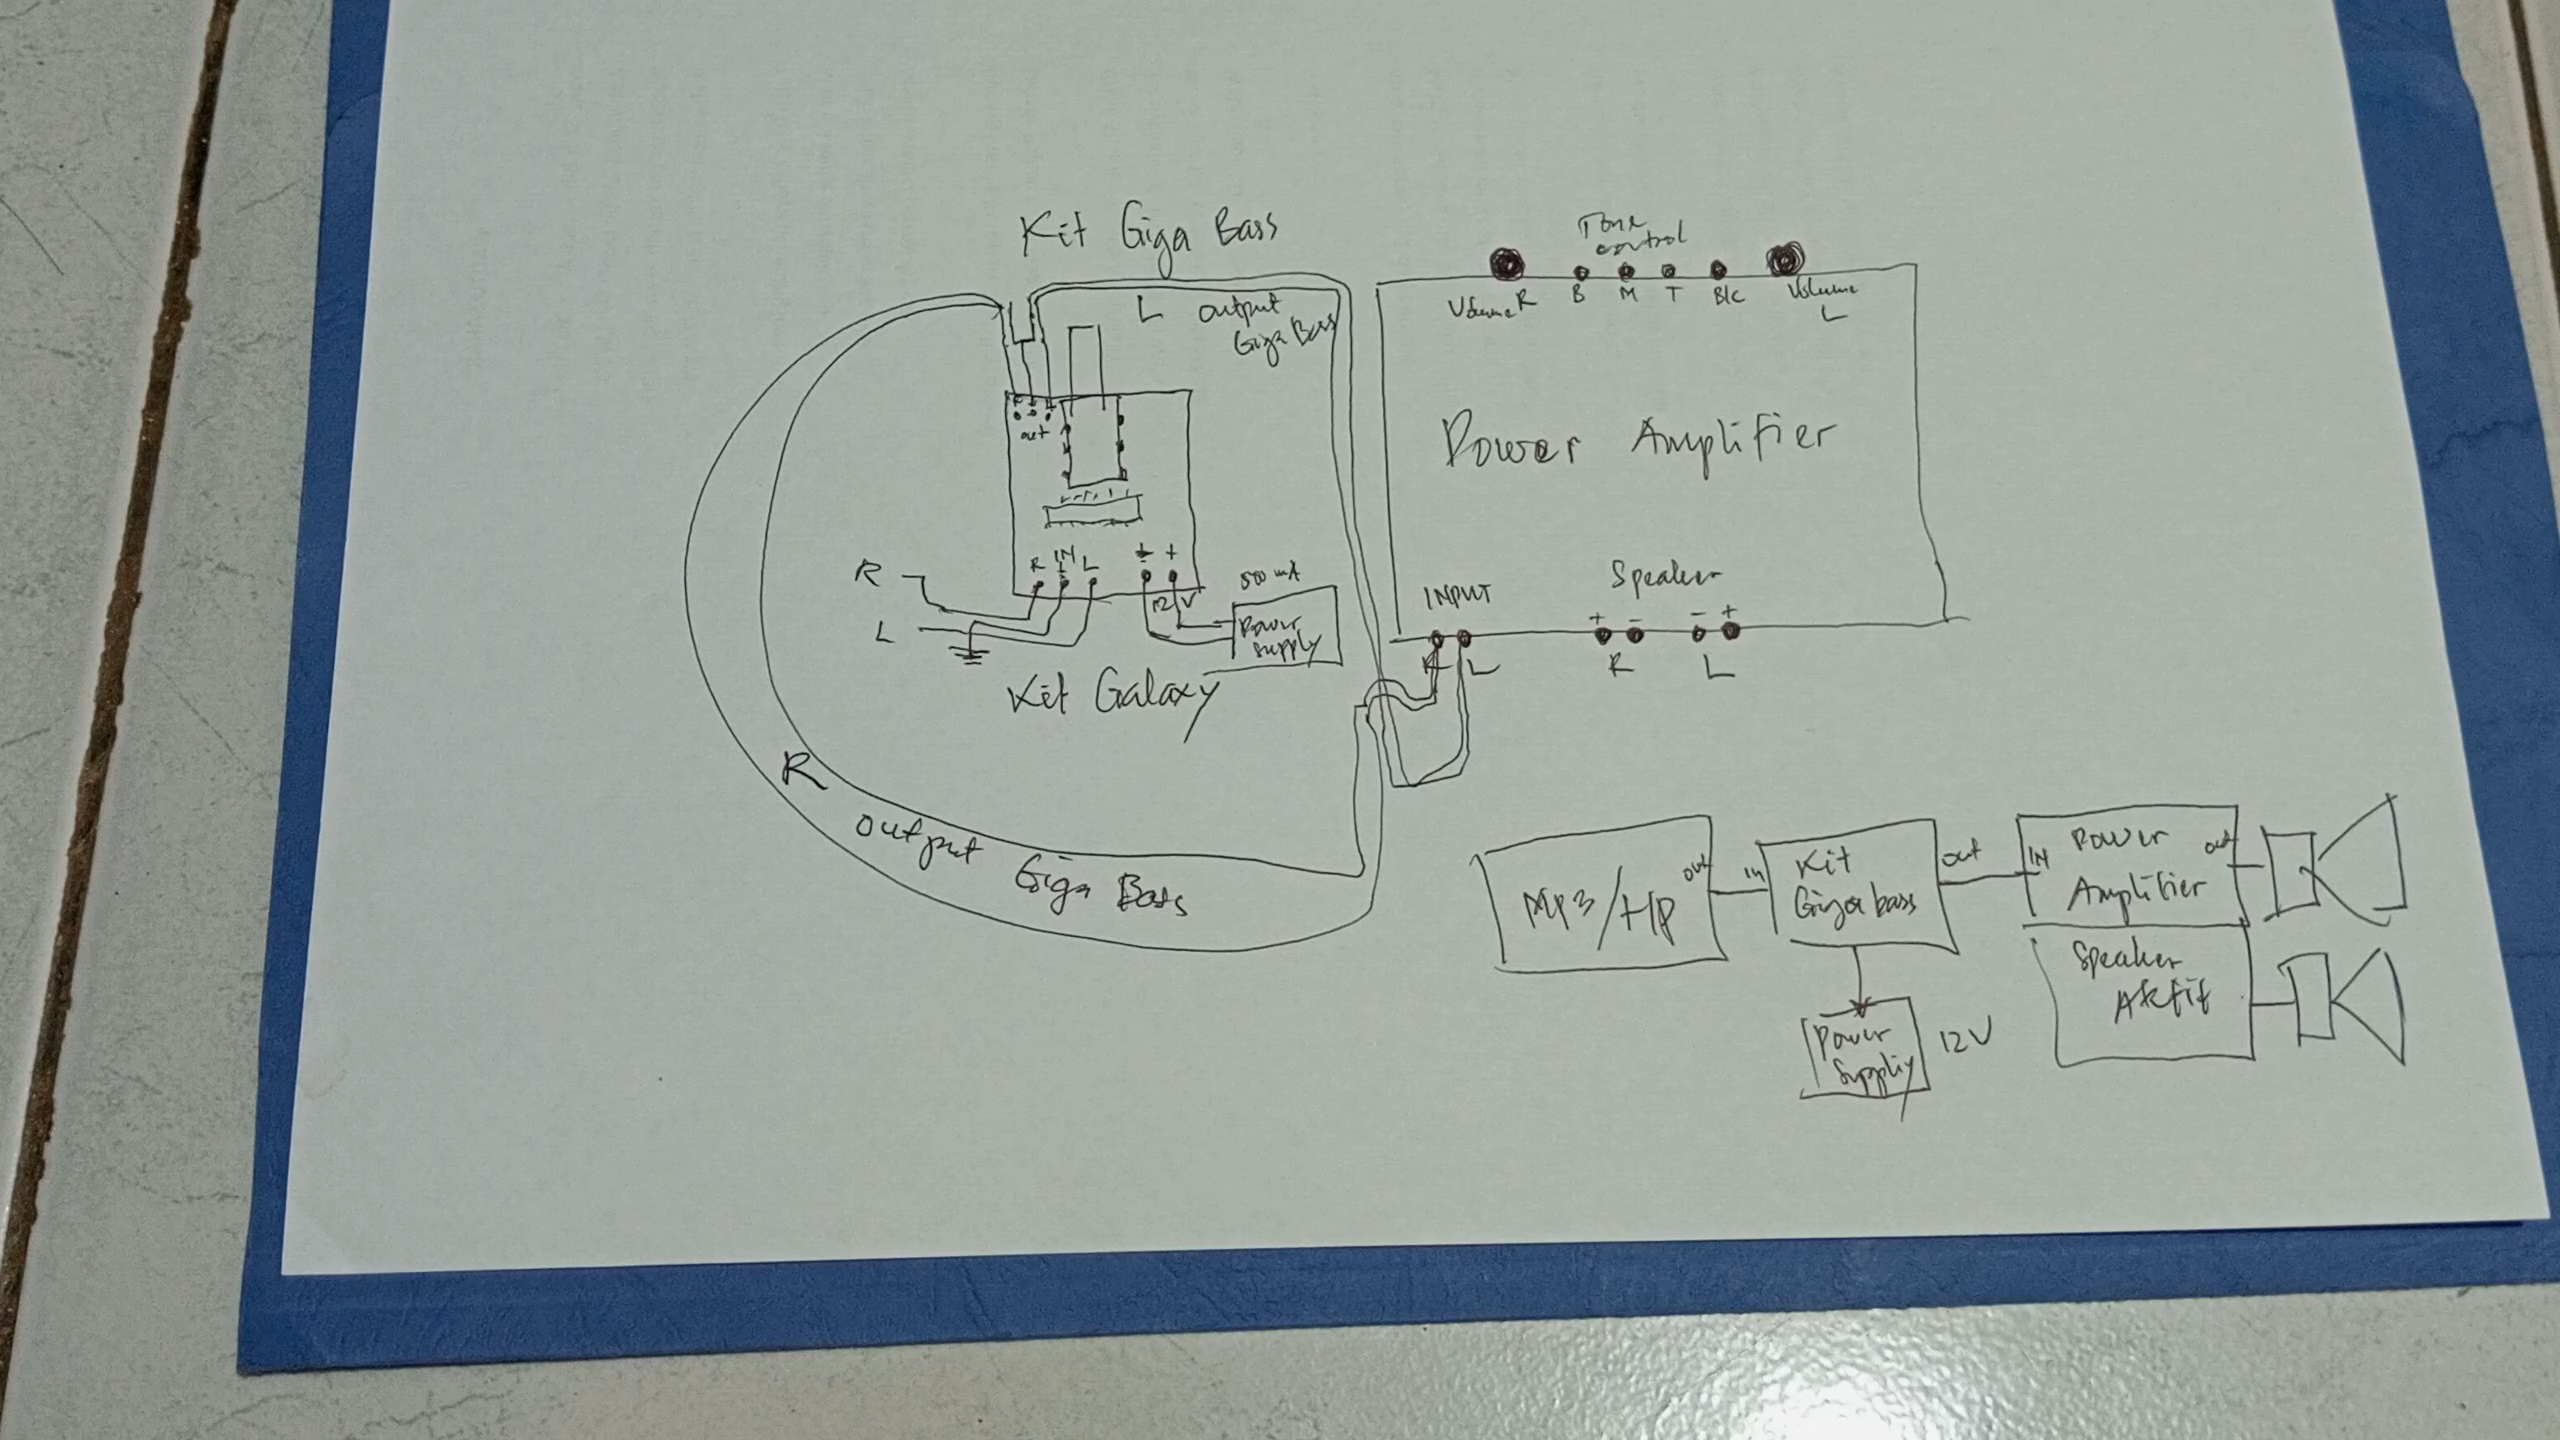 Kit Giga Bass
L output
Giga Bass
out
R IN L + 
12V
500 mA
Power
supply
R
L
Kit Galaxy
R output Giga Bass
Tone
control
Volume R B M T Blc Volume
L
Power Amplifier
INPUT Speaker
+ - - +
R L R L
MP3/HP out
in Kit out
Gigabass
Power
Supply
12V
IN Power out
Amplifier
Speaker
Aktif